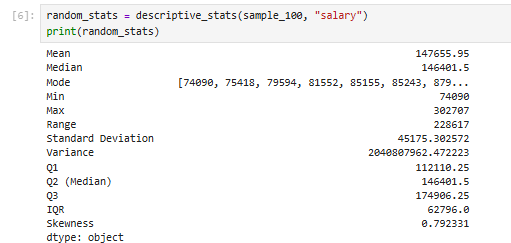 [6]: random_stats = descriptive_stats(sample_100, "salary")
print(random_stats)
Mean 147655.95
Median 146401.5
Mode [74090, 75418, 79594, 81552, 85155, 85243, 879...
Min 74090
Max 302707
Range 228617
Standard Deviation 45175.302572
Variance 2040807962.472223
Q1 112110.25
Q2 (Median) 146401.5
Q3 174906.25
IQR 62796.0
Skewness 0.792331
dtype: object